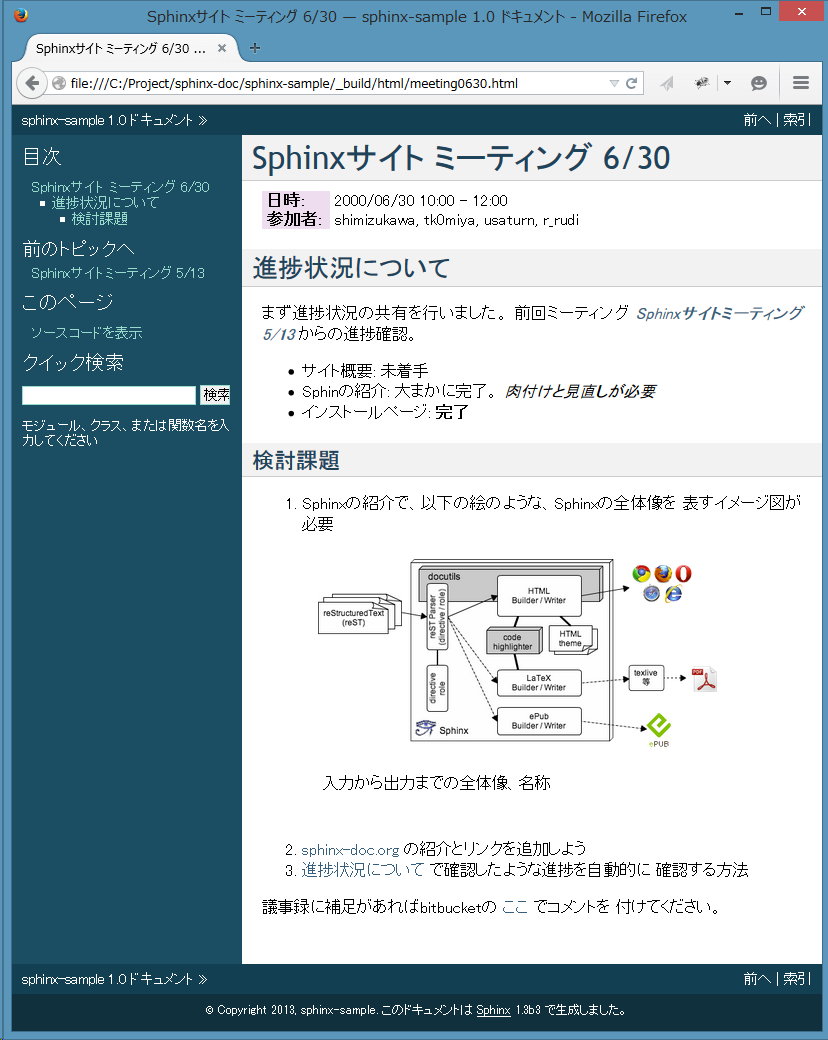 Sphinxサイト ミーティング 6/30 — sphinx-sample 1.0 ドキュメント - Mozilla Firefox
Sphinxサイト ミーティング 6/30 ...
file:///C:/Project/sphinx-doc/sphinx-sample/_build/html/meeting0630.html
sphinx-sample 1.0 ドキュメント »
前へ | 索引
目次
Sphinxサイト ミーティング 6/30
進捗状況について
検討課題
前のトピックへ
Sphinxサイトミーティング 5/13
このページ
ソースコードを表示
クイック検索
検索
モジュール、クラス、または関数名を入
力してください
Sphinxサイト ミーティング 6/30
日時: 2000/06/30 10:00 - 12:00
参加者: shimizukawa, tk0miya, usaturn, r_rudi
進捗状況について
まず進捗状況の共有を行いました。 前回ミーティング Sphinxサイトミーティング
5/13 からの進捗確認。
サイト概要: 未着手
Sphinの紹介: 大まかに完了。 肉付けと見直しが必要
インストールページ: 完了
検討課題
1. Sphinxの紹介で、以下の絵のような、Sphinxの全体像を 表すイメージ図が
必要
docutils
reStructuredText
(reST)
reST Parser
(directive / role)
directive
role
HTML
Builder / Writer
code
highlighter
HTML
theme
LaTeX
Builder / Writer
texlive
等
PDF
ePub
Builder / Writer
ePUB
Sphinx
入力から出力までの全体像、名称
2. sphinx-doc.org の紹介とリンクを追加しよう
3. 進捗状況について で確認したような進捗を自動的に 確認する方法
議事録に補足があればbitbucketの ここ でコメントを 付けてください。
sphinx-sample 1.0 ドキュメント »
前へ | 索引
© Copyright 2013, sphinx-sample. このドキュメントは Sphinx 1.3b3 で生成しました。